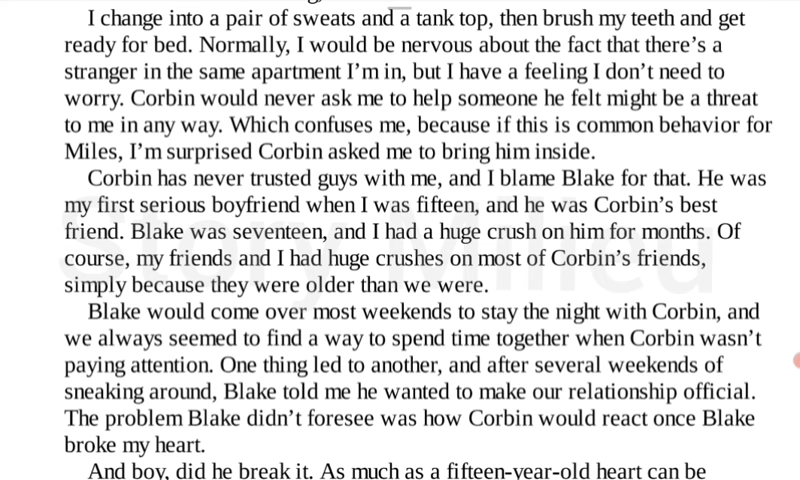 I change into a pair of sweats and a tank top, then brush my teeth and get
ready for bed. Normally, I would be nervous about the fact that there’s a
stranger in the same apartment I’m in, but I have a feeling I don’t need to
worry. Corbin would never ask me to help someone he felt might be a threat
to me in any way. Which confuses me, because if this is common behavior for
Miles, I’m surprised Corbin asked me to bring him inside.
Corbin has never trusted guys with me, and I blame Blake for that. He was
my first serious boyfriend when I was fifteen, and he was Corbin’s best
friend. Blake was seventeen, and I had a huge crush on him for months. Of
course, my friends and I had huge crushes on most of Corbin’s friends,
simply because they were older than we were.
Blake would come over most weekends to stay the night with Corbin, and
we always seemed to find a way to spend time together when Corbin wasn’t
paying attention. One thing led to another, and after several weekends of
sneaking around, Blake told me he wanted to make our relationship official.
The problem Blake didn’t foresee was how Corbin would react once Blake
broke my heart.
And boy, did he break it. As much as a fifteen-year-old heart can be